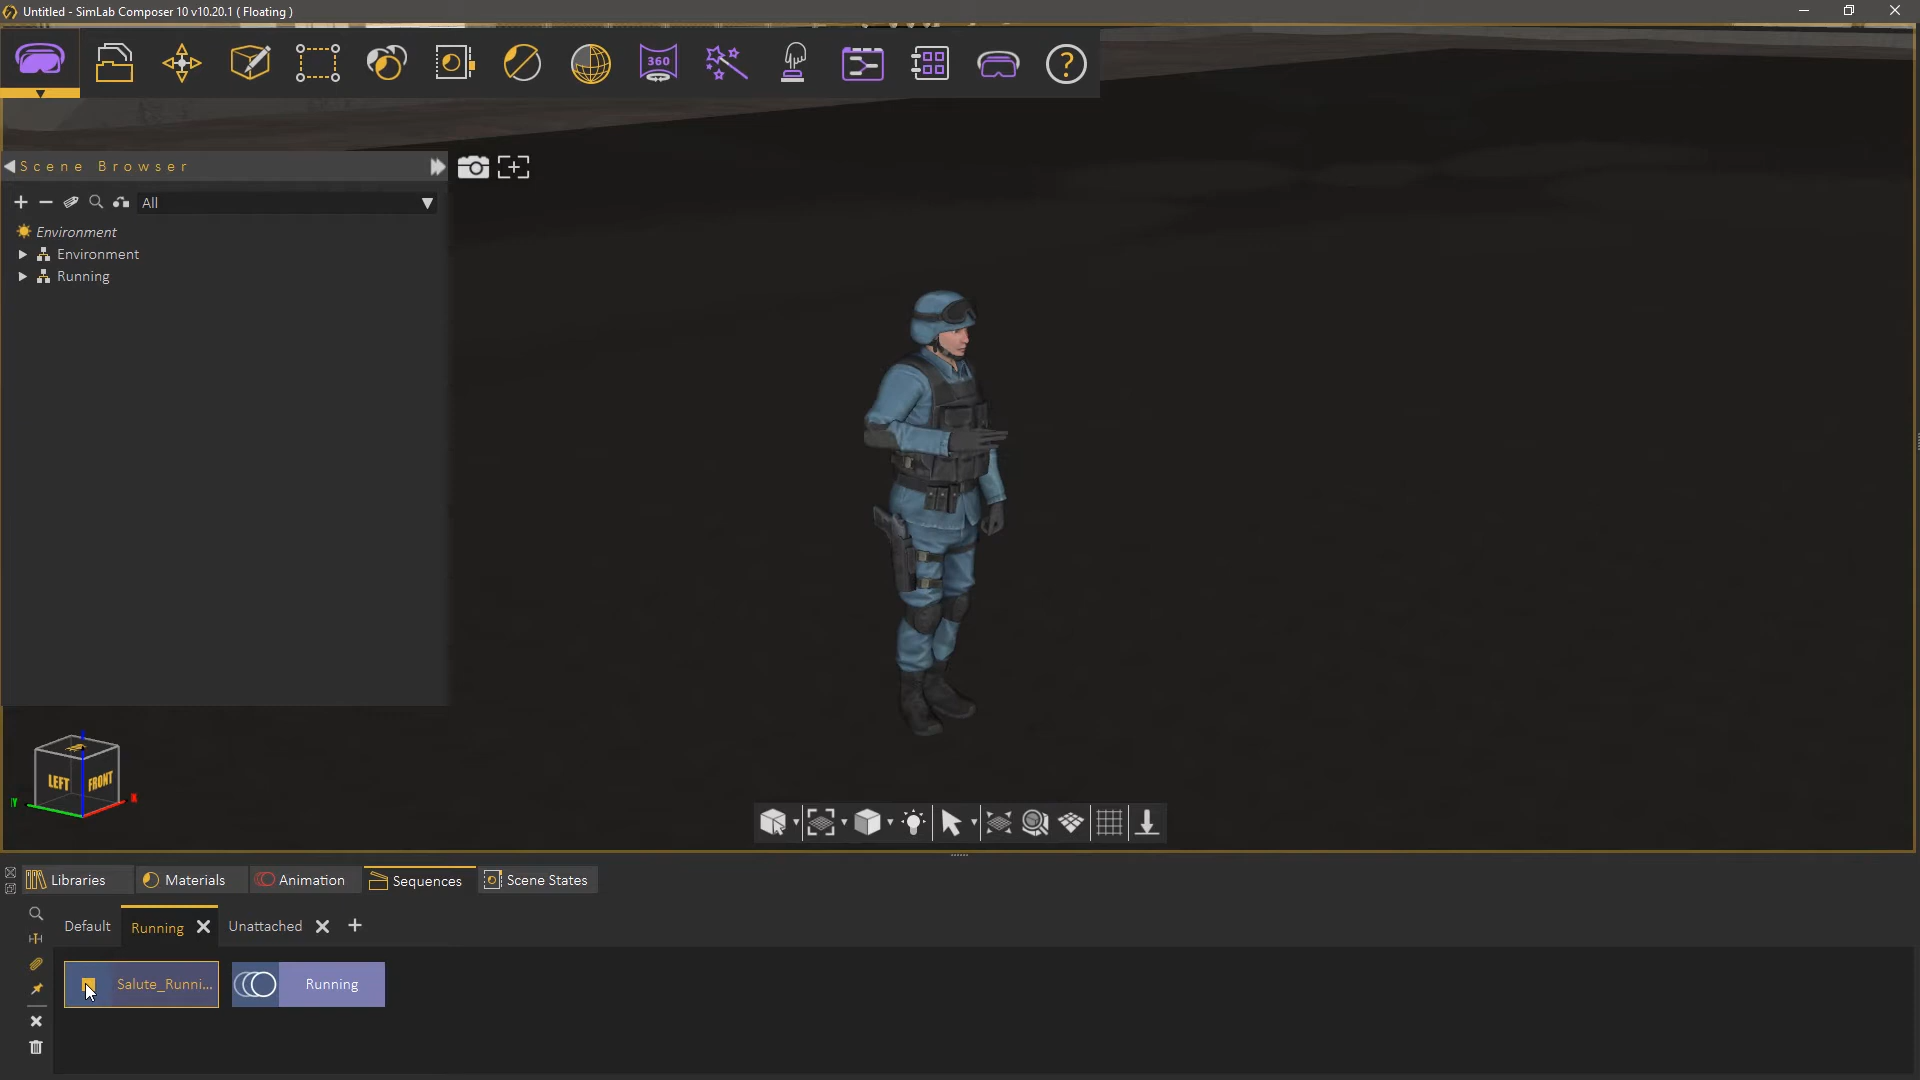 Untitled - SimLab Composer 10 v10.20.1 ( Floating )
360
?
Scene Browser
All
Environment
Environment
Running
LEFT
FRONT
Y
X
Libraries
Materials
Animation
Sequences
Scene States
Default
Running
Unattached
Salute_Runni...
Running